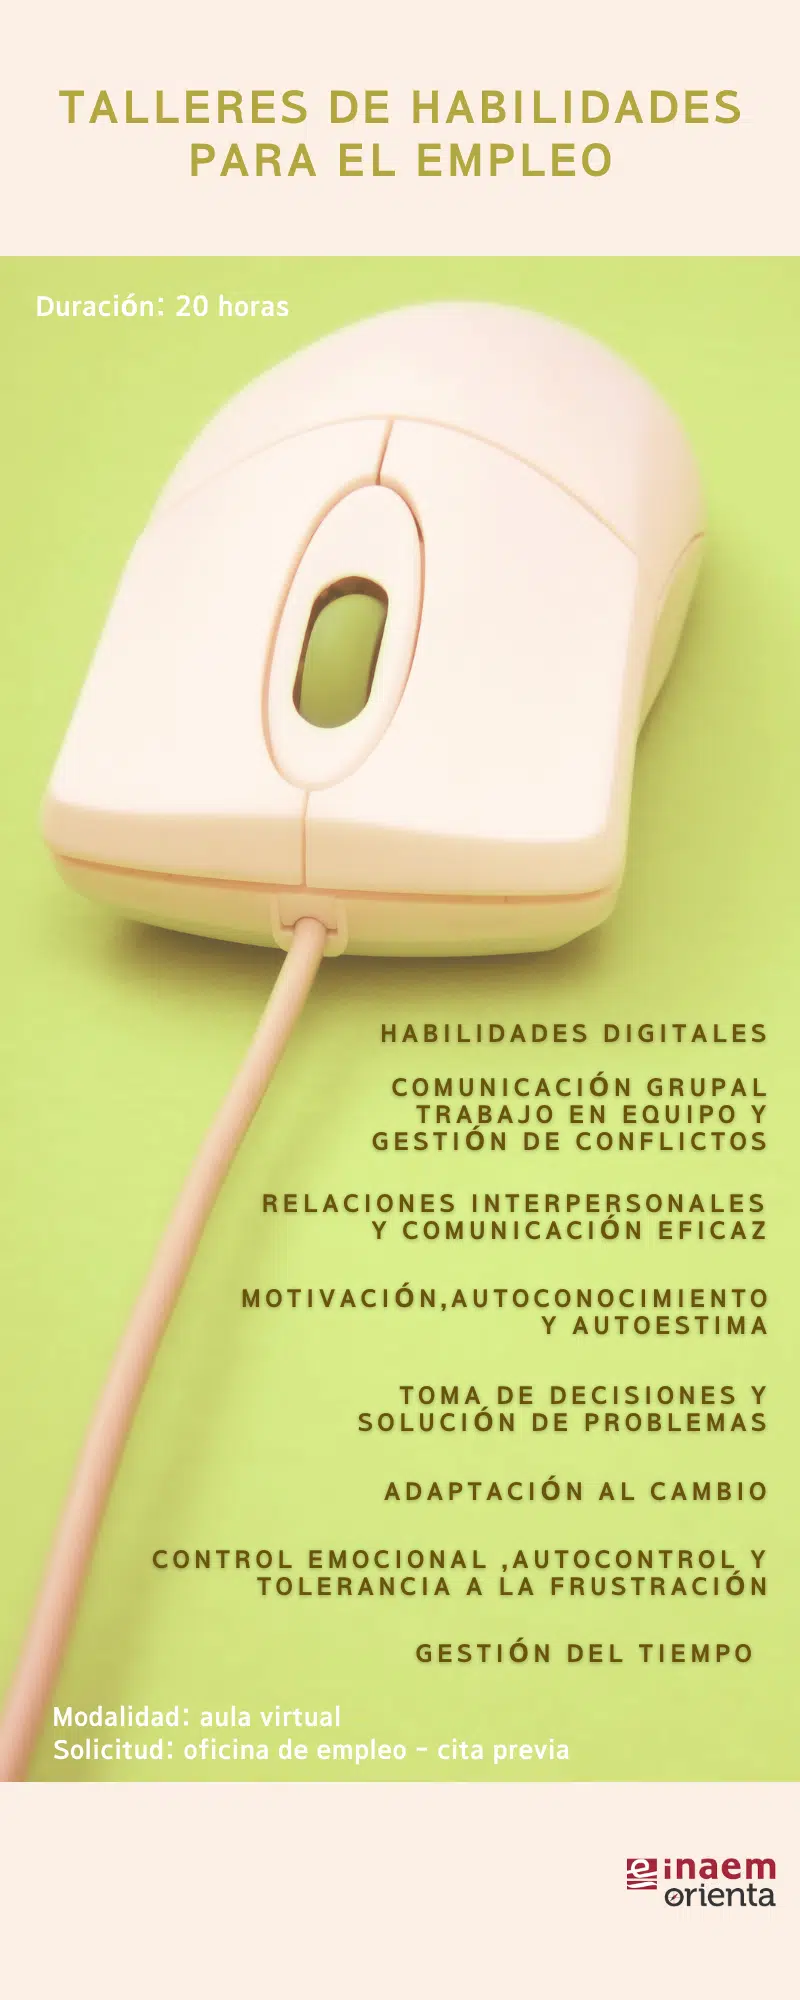 TALLERES DE HABILIDADES
PARA EL EMPLEO
Duración: 20 horas
HABILIDADES DIGITALES
COMUNICACIÓN GRUPAL
TRABAJO EN EQUIPO Y
GESTIÓN DE CONFLICTOS
RELACIONES INTERPERSONALES
Y COMUNICACIÓN EFICAZ
MOTIVACIÓN,AUTOCONOCIMIENTO
Y AUTOESTIMA
TOMA DE DECISIONES Y
SOLUCIÓN DE PROBLEMAS
ADAPTACIÓN AL CAMBIO
CONTROL EMOCIONAL ,AUTOCONTROL Y
TOLERANCIA A LA FRUSTRACIÓN
GESTIÓN DEL TIEMPO
Modalidad: aula virtual
Solicitud: oficina de empleo - cita previa
inaem
orienta